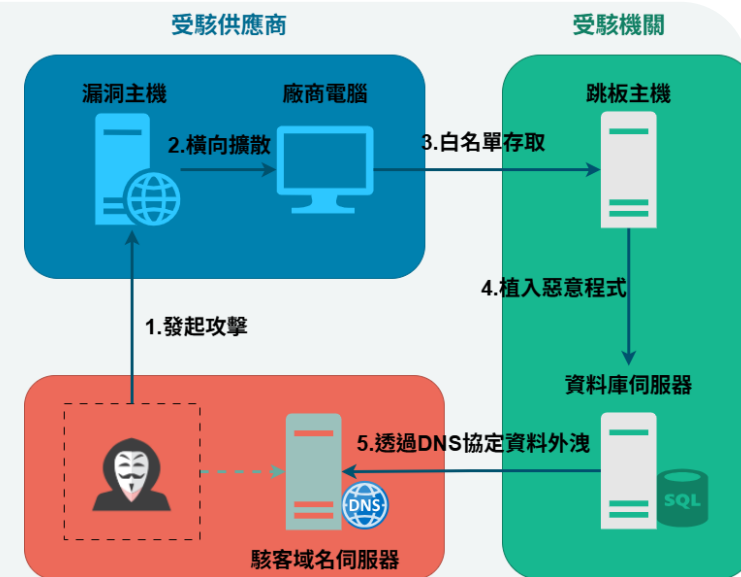 受駭供應商
受駭機關
漏洞主機
廠商電腦
跳板主機
2.橫向擴散
3.白名單存取
4.植入惡意程式
1.發起攻擊
資料庫伺服器
5.透過DNS協定資料外洩
SQL
DNS
駭客域名伺服器